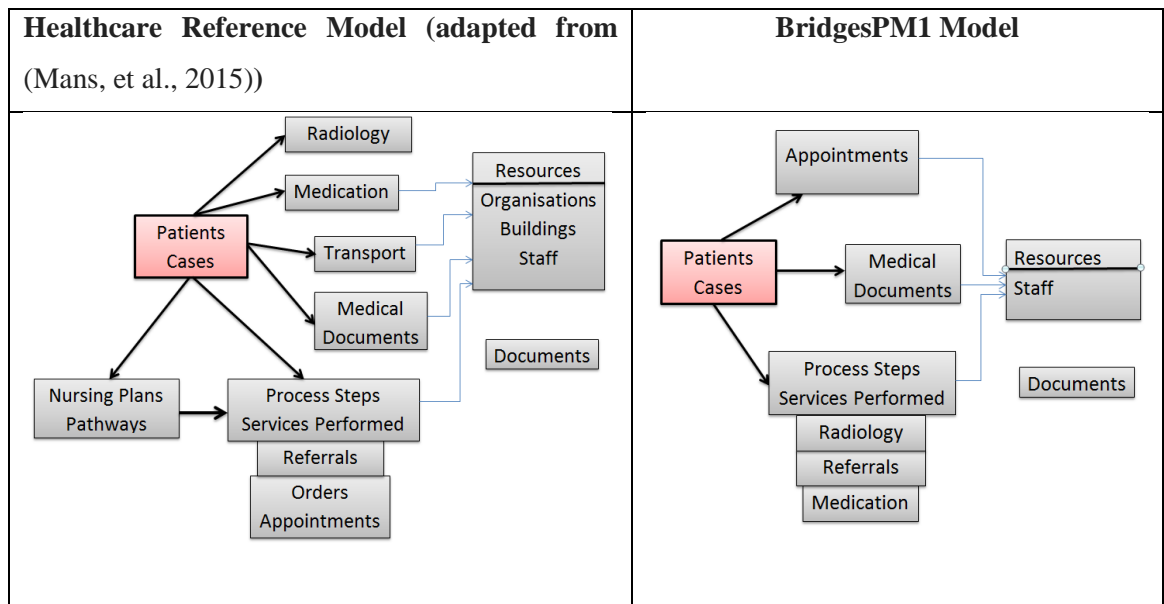 Healthcare Reference Model (adapted from
(Mans, et al., 2015))
BridgesPM1 Model
Radiology
Medication
Patients
Cases
Transport
Medical
Documents
Resources
Organisations
Buildings
Staff
Documents
Nursing Plans
Pathways
Process Steps
Services Performed
Referrals
Orders
Appointments
Appointments
Patients
Cases
Medical
Documents
Resources
Staff
Documents
Process Steps
Services Performed
Radiology
Referrals
Medication